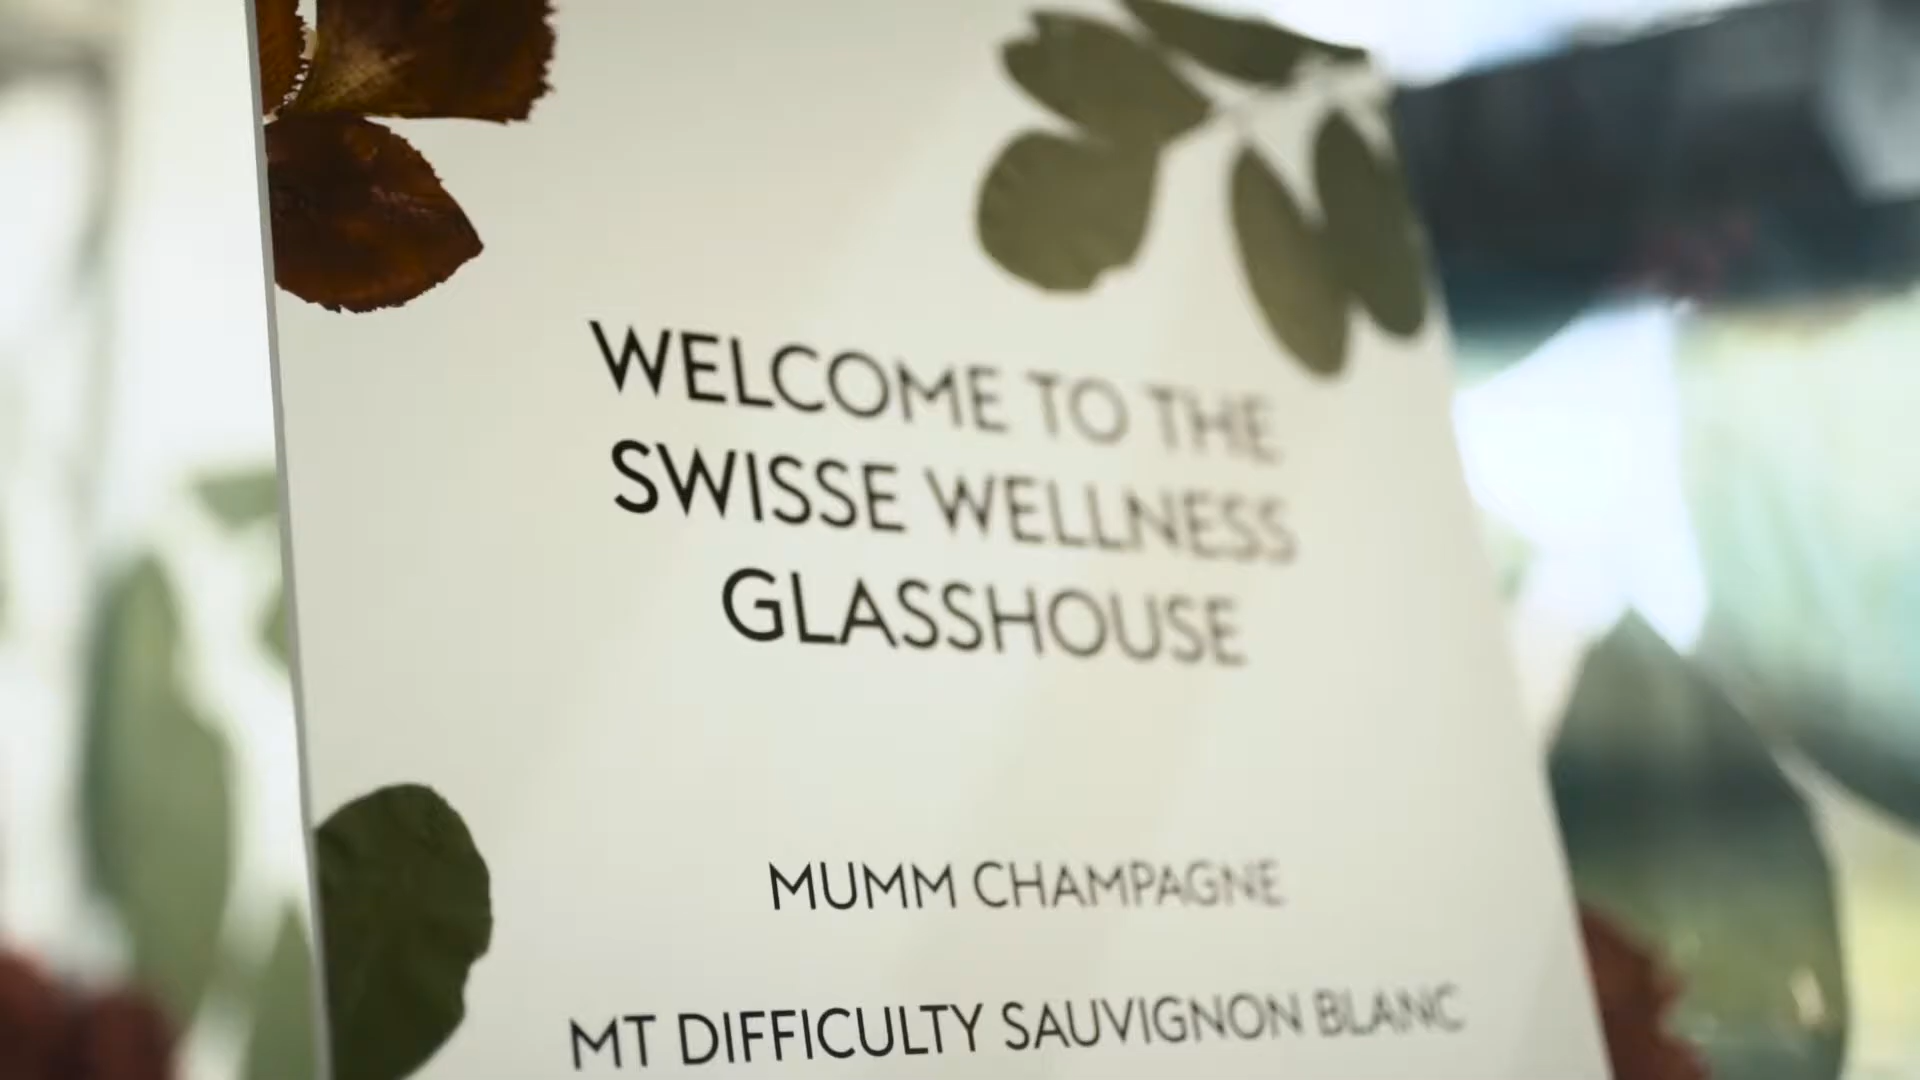 WELCOME TO THE
SWISSE WELLNESS
GLASSHOUSE
MUMM CHAMPAGNE
MT DIFFICULTY SAUVIGNON BLANC